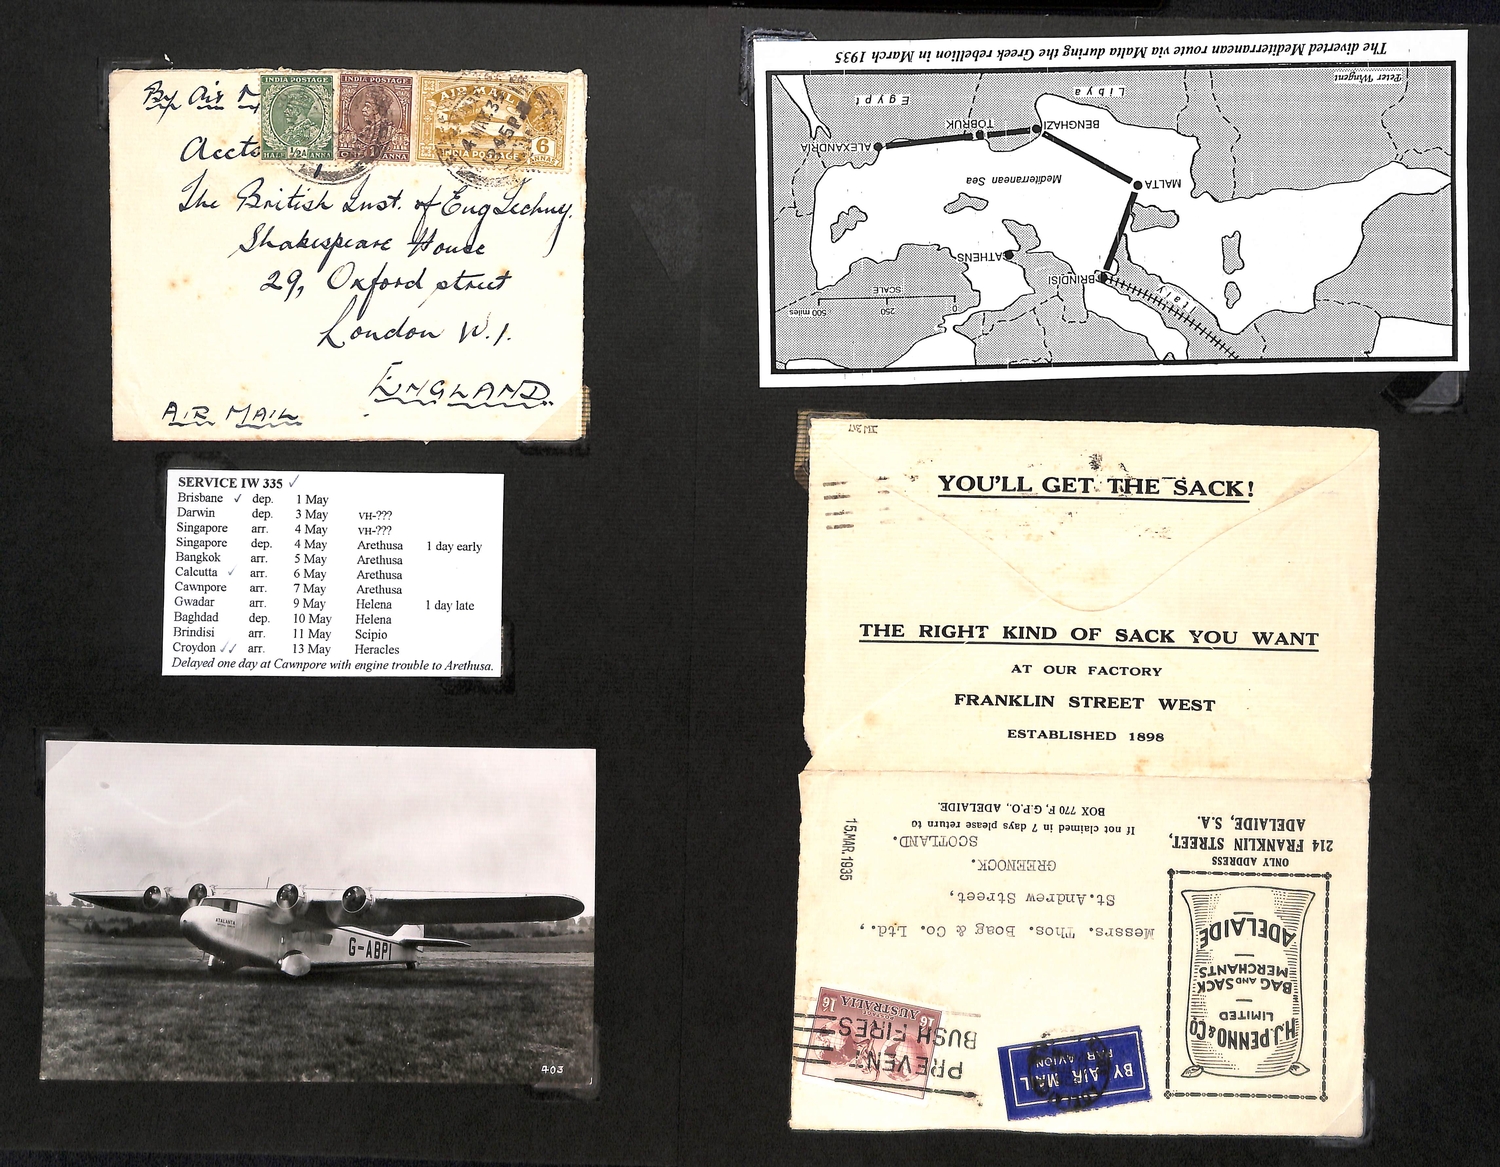 By Air
INDIA POSTAGE
HALF ½A ANNA
INDIA POSTAGE
ANNA
AIR MAIL
INDIA POSTAGE
6
The British Inst. of Eng Techny.
Shakespeare House
29, Oxford street
London W.1.
ENGLAND.
AIR MAIL
SERVICE IW 335 ✓
Brisbane ✓ dep. 1 May
Darwin dep. 3 May VH-???
Singapore arr. 4 May VH-???
Singapore dep. 4 May Arethusa 1 day early
Bangkok arr. 5 May Arethusa
Calcutta ✓ arr. 6 May Arethusa
Cawnpore arr. 7 May Arethusa
Gwadar arr. 9 May Helena 1 day late
Baghdad dep. 10 May Helena
Brindisi arr. 11 May Scipio
Croydon ✓✓ arr. 13 May Heracles
Delayed one day at Cawnpore with engine trouble to Arethusa.
ATALANTA
G-ABPI
403
The diverted Mediterranean route via Malta during the Greek rebellion in March 1935
Peter Wingent
Libya
Egypt
BENGHAZI
TOBRUK
ALEXANDRIA
MALTA
Mediterranean Sea
ATHENS
BRINDISI
Italy
SCALE
0 250 500 miles
YOU'LL GET THE SACK!
THE RIGHT KIND OF SACK YOU WANT
AT OUR FACTORY
FRANKLIN STREET WEST
ESTABLISHED 1898
H.J. PENNO & CO
LIMITED
BAG AND SACK
MERCHANTS
ADELAIDE
ONLY ADDRESS
214 FRANKLIN STREET,
ADELAIDE, S.A.
BY AIR MAIL
PAR AVION
PREVENT
BUSH FIRES
AUSTRALIA
1/6 1/6
Messrs. Thos. Boag & Co. Ltd.,
St. Andrew Street,
GREENOCK.
SCOTLAND.
If not claimed in 7 days please return to
BOX 770 F, G.P.O., ADELAIDE.
15.MAR.1935